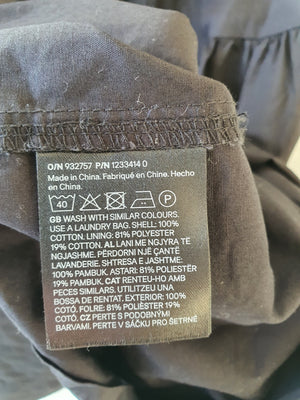 O/N 932757 P/N 1233414 0
Made in China. Fabriqué en Chine. Hecho
en China.
40
GB WASH WITH SIMILAR COLOURS.
USE A LAUNDRY BAG. SHELL: 100%
COTTON. LINING: 81% POLYESTER
19% COTTON. AL LANI ME NGJYRA TË
NGJASHME. PËRDORNI NJË ÇANTË
LAVANDERIE. SHTRESA E JASHTME:
100% PAMBUK. ASTARI: 81% POLIESTËR
19% PAMBUK. CAT RENTEU-HO EN
AIGUA AMB COLORS SIMILARS. UTILITZEU UNA
BOSSA DE RENTAT. EXTERIOR: 100%
COTÓ. FOLRE: 81% POLIÈSTER 19%
COTÓ. CZ PERTE S PODOBNÝMI
BARVAMI. PERTE V SÁČKU PRO ŠETRNÉ